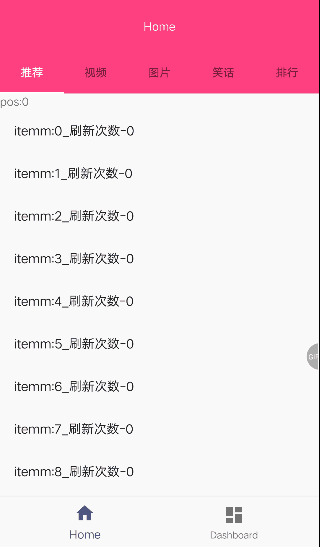 Home
推荐 视频 图片 笑话 排行
pos:0
itemm:0_刷新次数-0
itemm:1_刷新次数-0
itemm:2_刷新次数-0
itemm:3_刷新次数-0
itemm:4_刷新次数-0
itemm:5_刷新次数-0
GIF
itemm:6_刷新次数-0
itemm:7_刷新次数-0
itemm:8_刷新次数-0
Home Dashboard